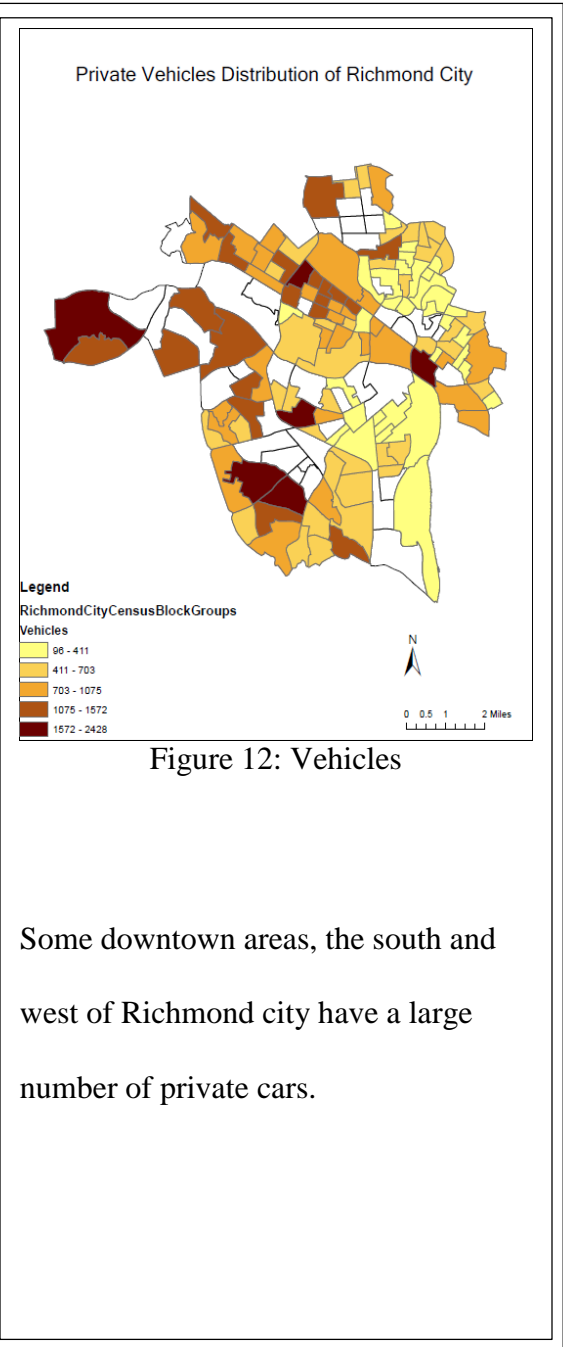 Private Vehicles Distribution of Richmond City
Legend
RichmondCityCensusBlockGroups
Vehicles
96 - 411
411 - 703
703 - 1075
1075 - 1572
1572 - 2428
N
0 0.5 1 2 Miles
Figure 12: Vehicles
Some downtown areas, the south and
west of Richmond city have a large
number of private cars.